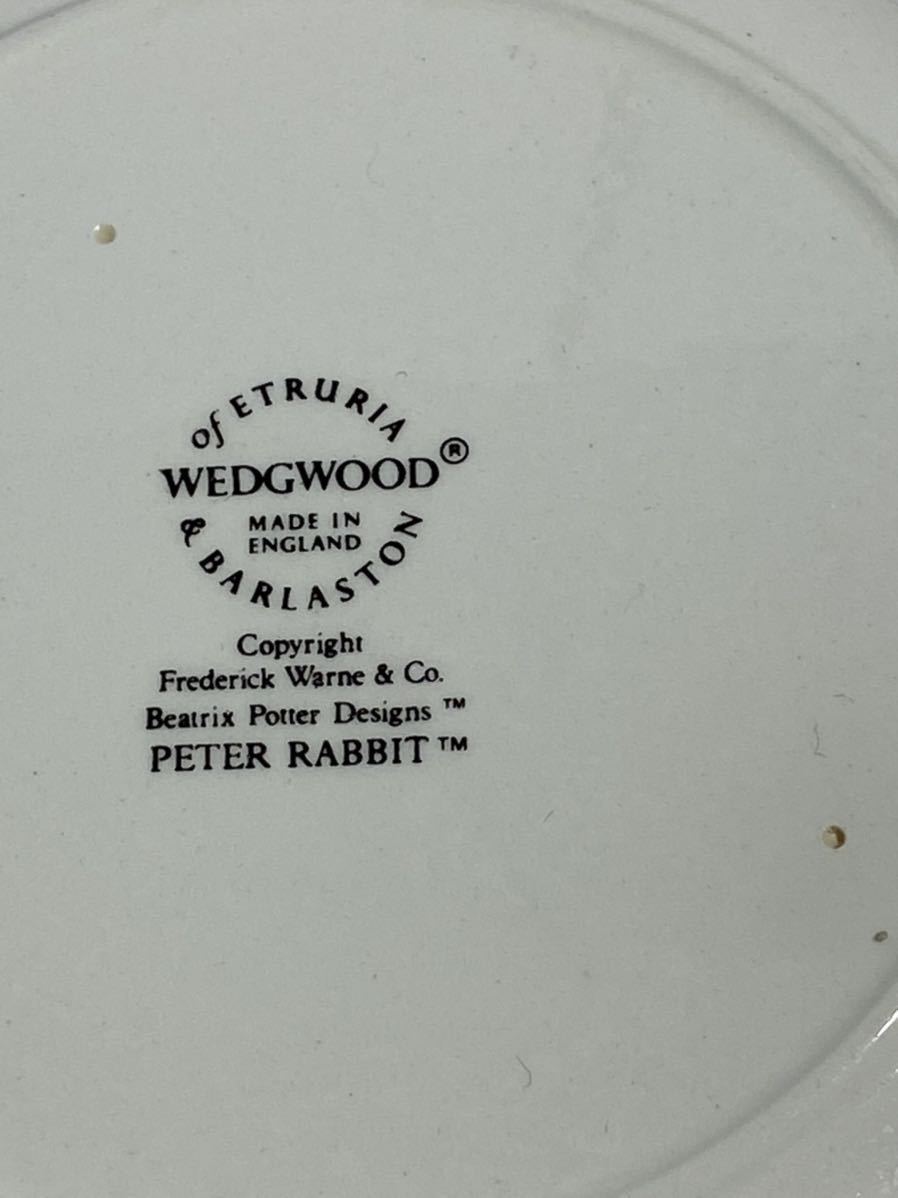 of ETRURIA
WEDGWOOD®
MADE IN
ENGLAND
& BARLASTON
Copyright
Frederick Warne & Co.
Beatrix Potter Designs ™
PETER RABBIT ™